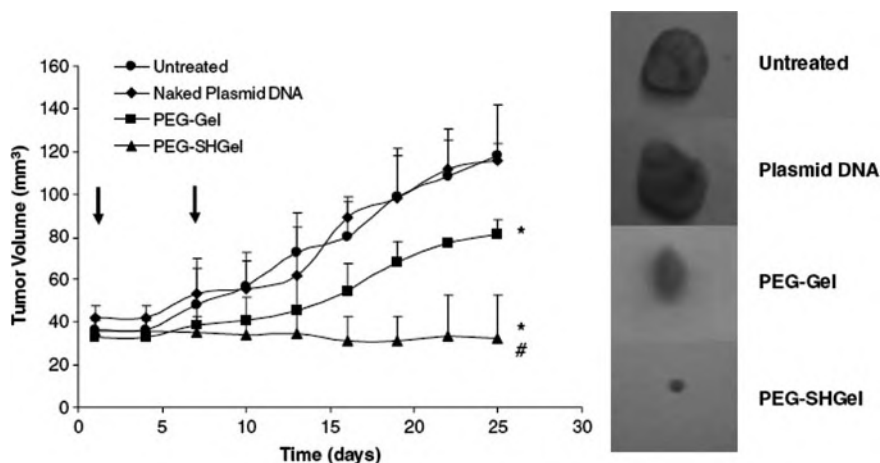 Untreated
Naked Plasmid DNA
PEG-Gel
PEG-SHGel
Tumor Volume (mm³)
160
140
120
100
80
60
40
20
0
0 5 10 15 20 25 30
Time (days)
*
*
#
Untreated
Plasmid DNA
PEG-Gel
PEG-SHGel